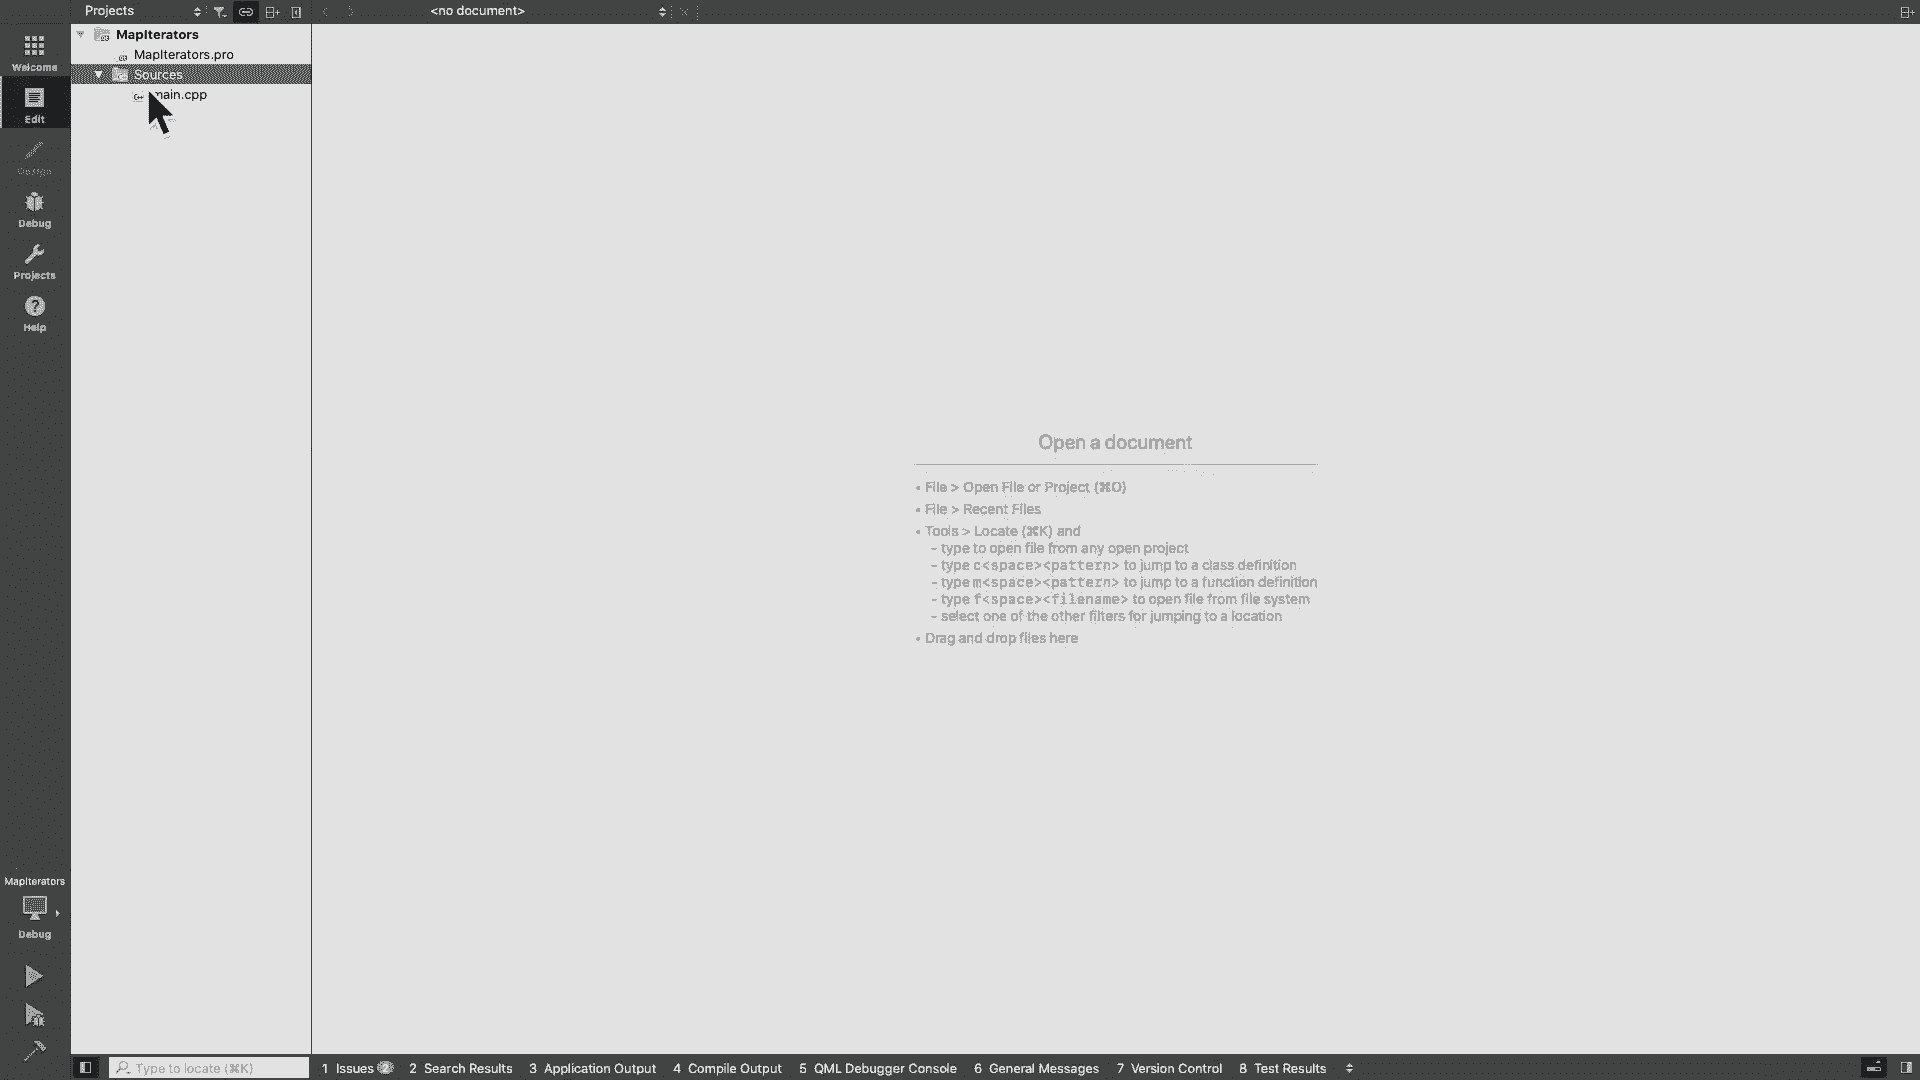 Projects
<no document>
Welcome
Edit
Design
Debug
Projects
Help
MapIterators
MapIterators.pro
Sources
main.cpp
Open a document
• File > Open File or Project (⌘O)
• File > Recent Files
• Tools > Locate (⌘K) and
- type to open file from any open project
- type c<space><pattern> to jump to a class definition
- type m<space><pattern> to jump to a function definition
- type f<space><filename> to open file from file system
- select one of the other filters for jumping to a location
• Drag and drop files here
MapIterators
Debug
Type to locate (⌘K)
1 Issues 2 2 Search Results 3 Application Output 4 Compile Output 5 QML Debugger Console 6 General Messages 7 Version Control 8 Test Results